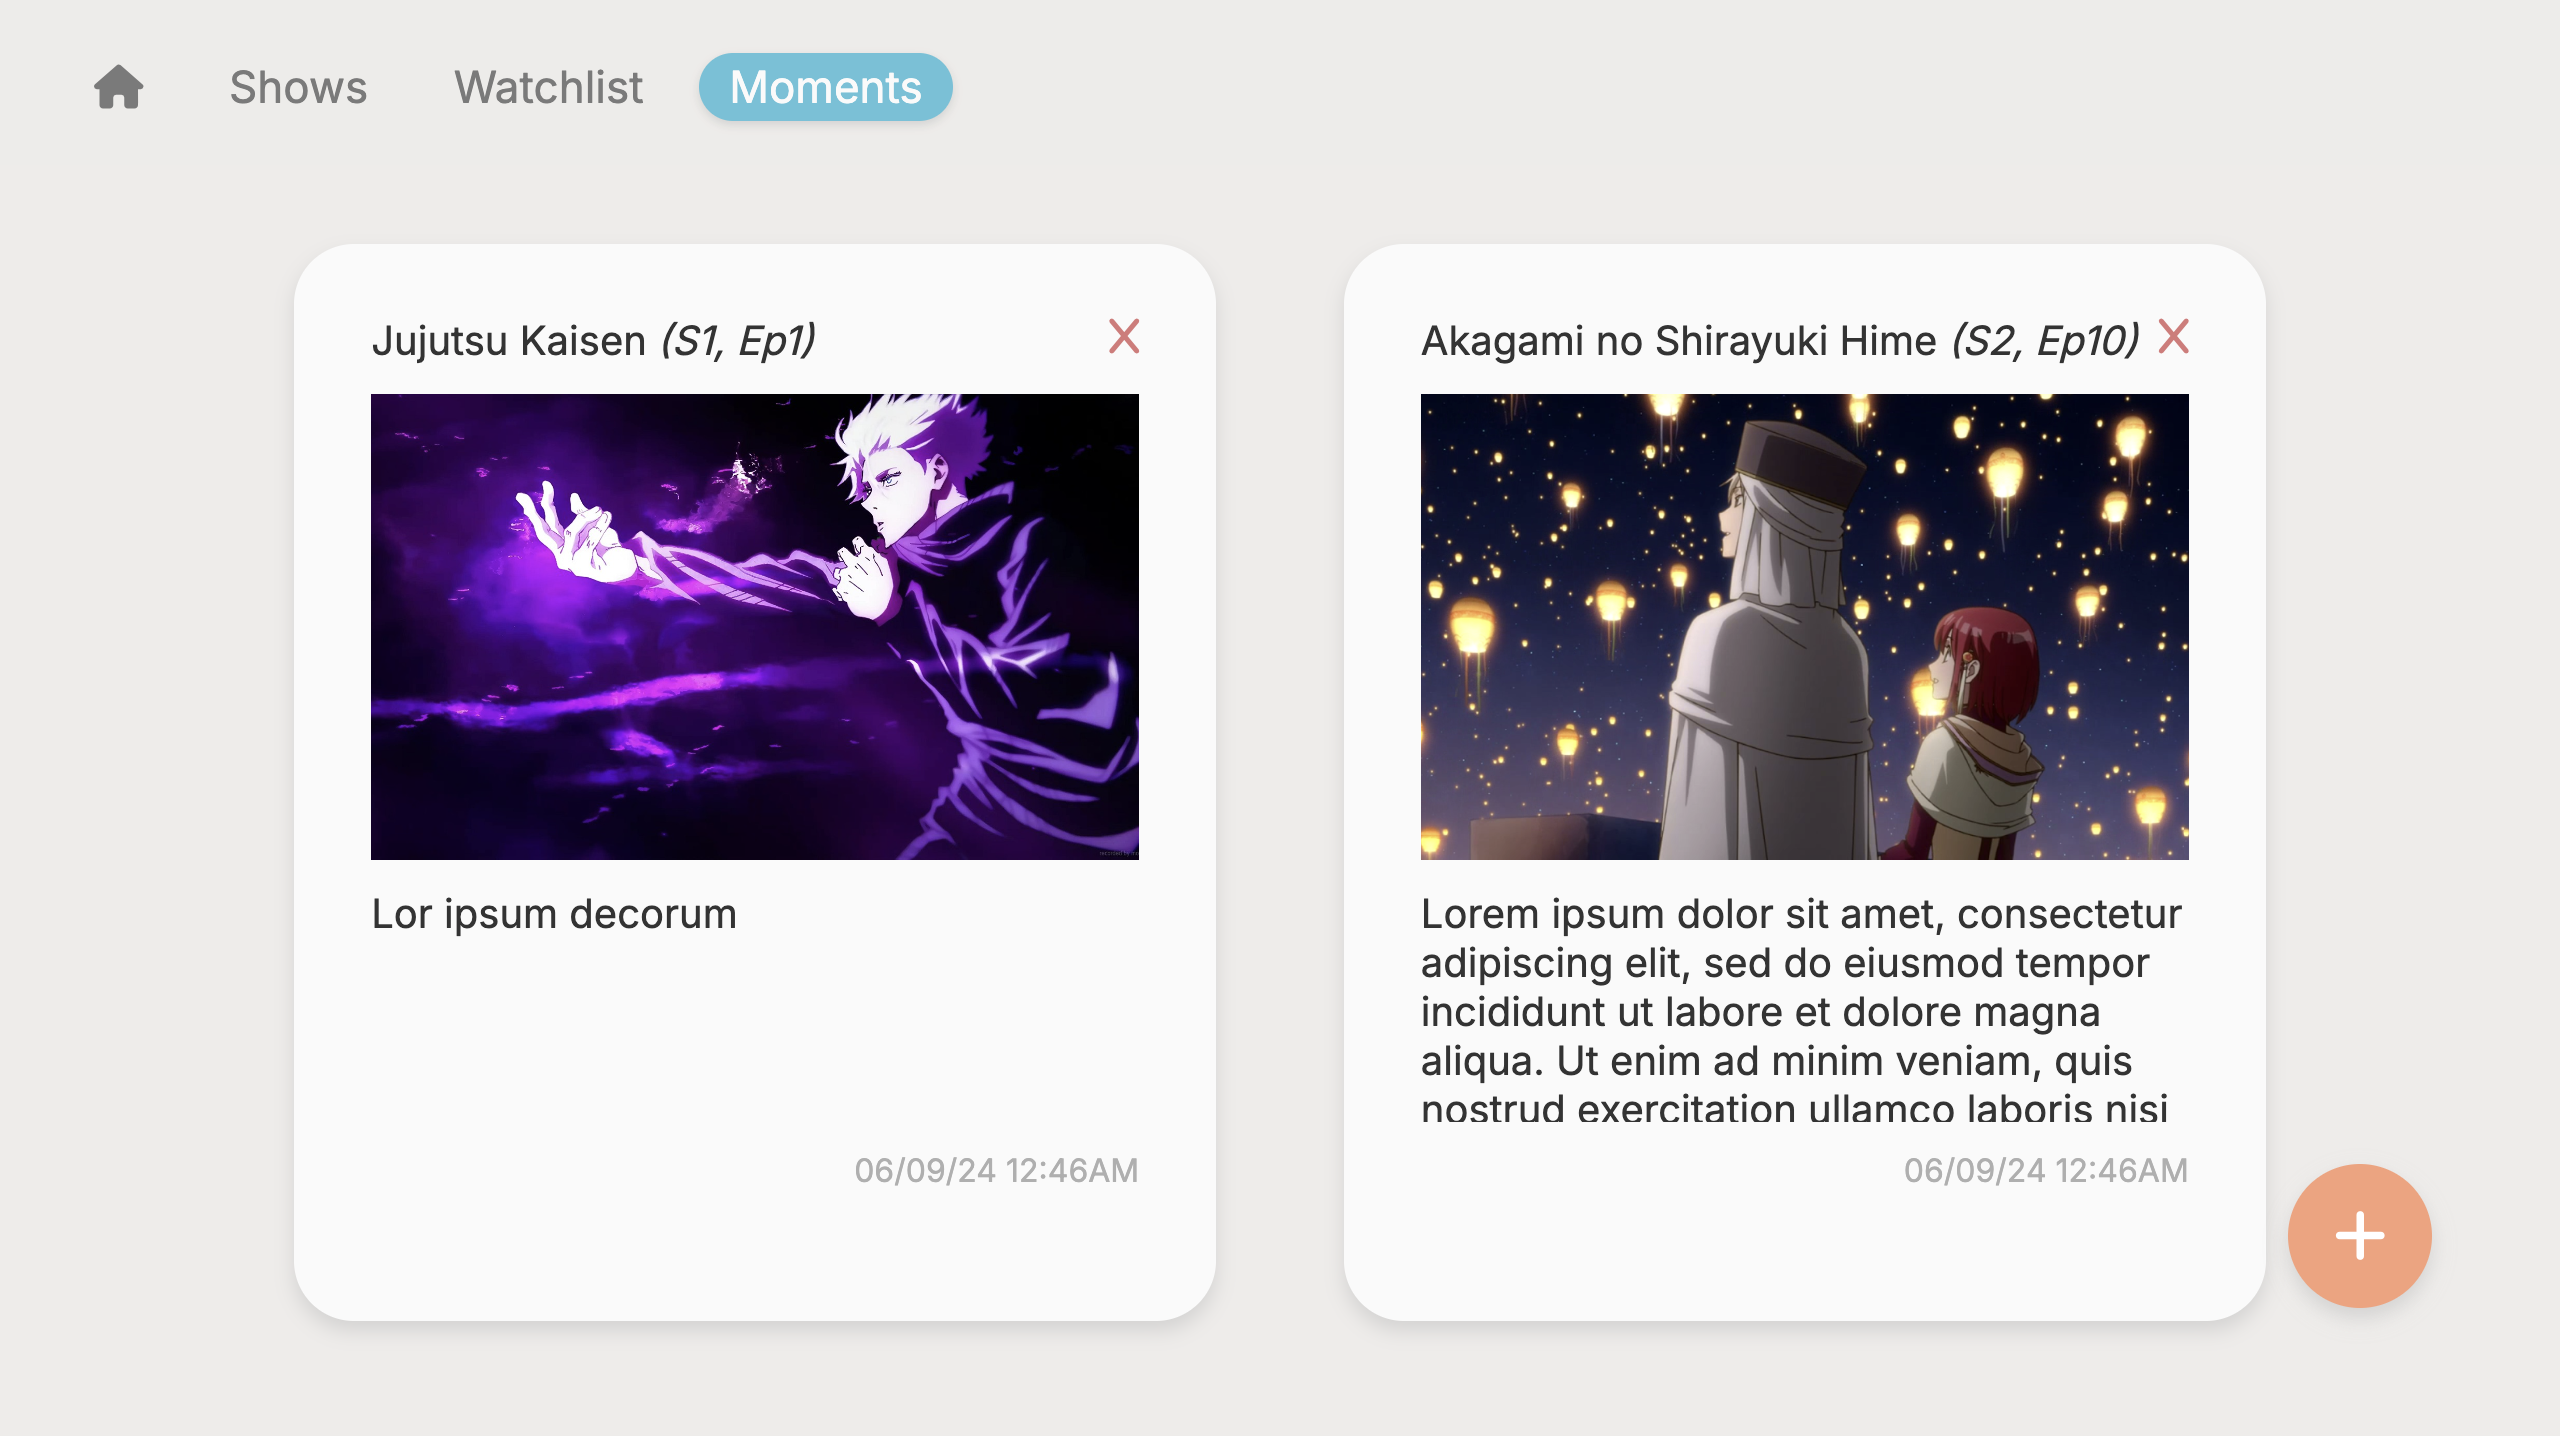 Shows Watchlist Moments
Jujutsu Kaisen (S1, Ep1)
Lor ipsum decorum
06/09/24 12:46AM
Akagami no Shirayuki Hime (S2, Ep10)
Lorem ipsum dolor sit amet, consectetur
adipiscing elit, sed do eiusmod tempor
incididunt ut labore et dolore magna
aliqua. Ut enim ad minim veniam, quis
nostrud exercitation ullamco laboris nisi
06/09/24 12:46AM